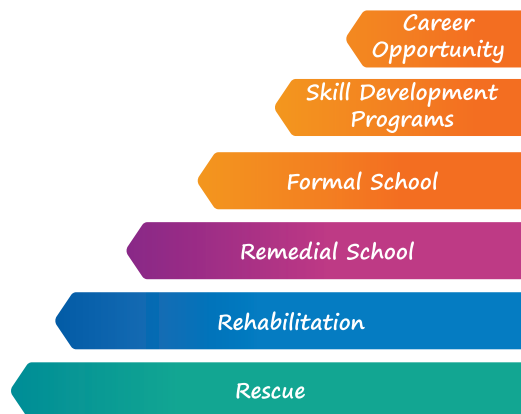 Career
Opportunity
Skill Development
Programs
Formal School
Remedial School
Rehabilitation
Rescue